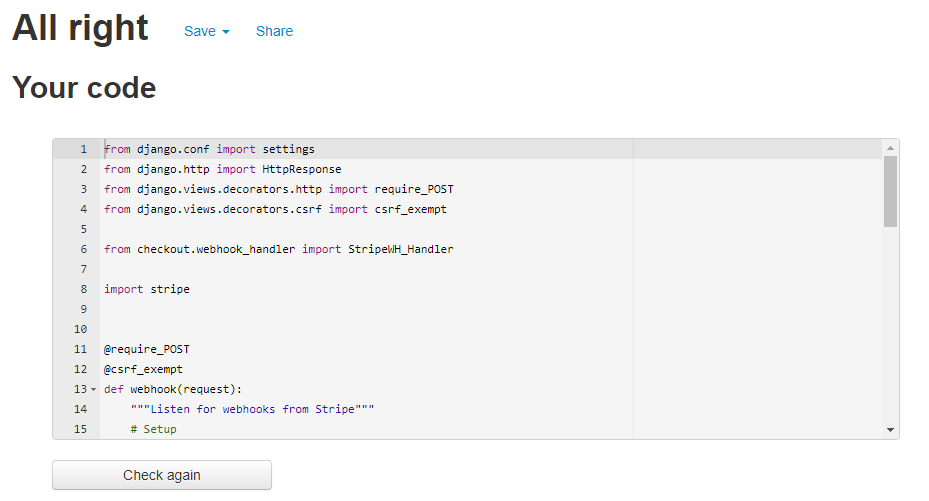 All right Save Share
Your code
1 from django.conf import settings
2 from django.http import HttpResponse
3 from django.views.decorators.http import require_POST
4 from django.views.decorators.csrf import csrf_exempt
5
6 from checkout.webhook_handler import StripeWH_Handler
7
8 import stripe
9
10
11 @require_POST
12 @csrf_exempt
13 def webhook(request):
14     """Listen for webhooks from Stripe"""
15     # Setup
Check again